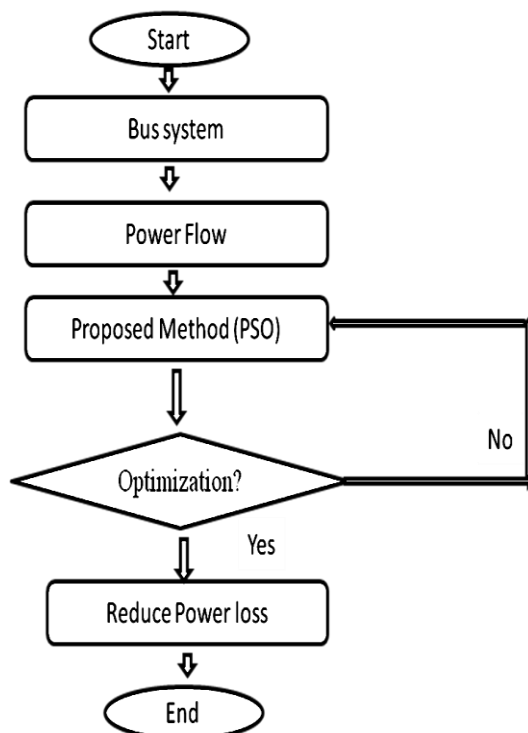 Start
Bus system
Power Flow
Proposed Method (PSO)
No
Optimization?
Yes
Reduce Power loss
End